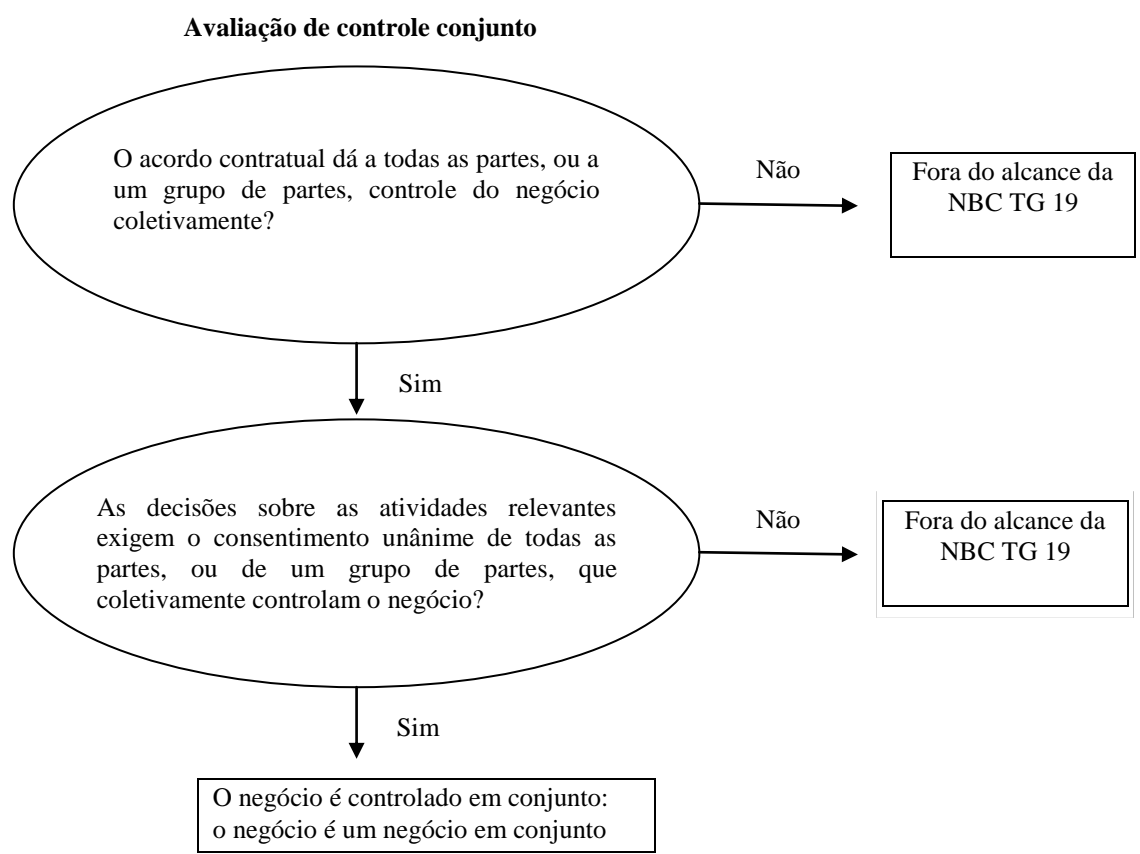 Avaliação de controle conjunto
O acordo contratual dá a todas as partes, ou a
um grupo de partes, controle do negócio
coletivamente?
Não
Fora do alcance da
NBC TG 19
Sim
As decisões sobre as atividades relevantes
exigem o consentimento unânime de todas as
partes, ou de um grupo de partes, que
coletivamente controlam o negócio?
Não
Fora do alcance da
NBC TG 19
Sim
O negócio é controlado em conjunto:
o negócio é um negócio em conjunto